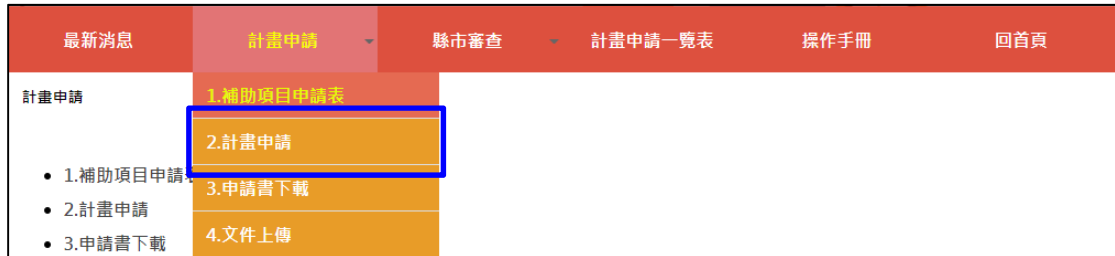 最新消息 計畫申請 縣市審查 計畫申請一覽表 操作手冊 回首頁
計畫申請
1.補助項目申請表
2.計畫申請
3.申請書下載
4.文件上傳
1.補助項目申請
2.計畫申請
3.申請書下載